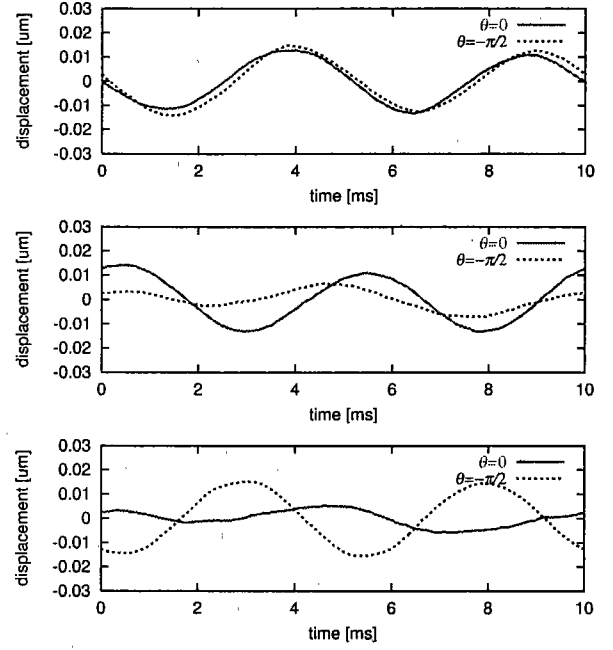 displacement [um]
0.03
0.02
0.01
0
-0.01
-0.02
-0.03
θ=0
θ=-π/2
0 2 4 6 8 10
time [ms]
displacement [um]
0.03
0.02
0.01
0
-0.01
-0.02
-0.03
θ=0
θ=-π/2
0 2 4 6 8 10
time [ms]
displacement [um]
0.03
0.02
0.01
0
-0.01
-0.02
-0.03
θ=0
θ=-π/2
0 2 4 6 8 10
time [ms]